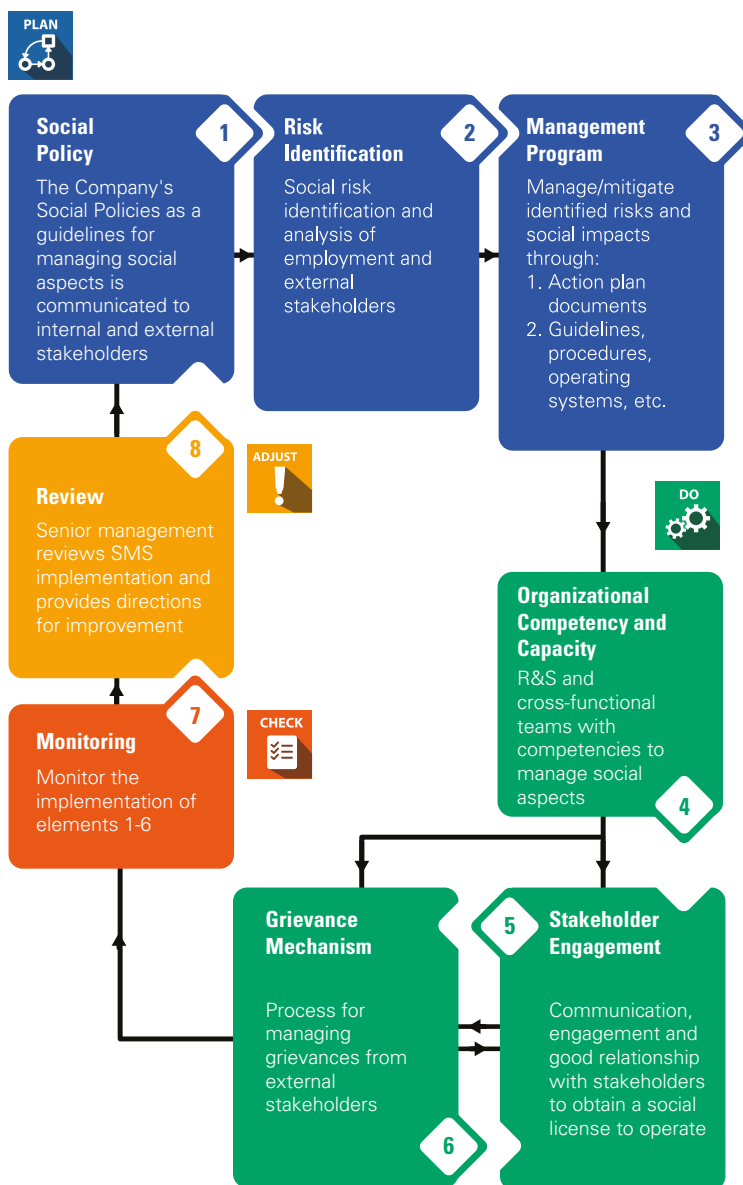 PLAN
1
Social
Policy
The Company's
Social Policies as a
guidelines for
managing social
aspects is
communicated to
internal and external
stakeholders
2
Risk
Identification
Social risk
identification and
analysis of
employment and
external
stakeholders
3
Management
Program
Manage/mitigate
identified risks and
social impacts
through:
1. Action plan
documents
2. Guidelines,
procedures,
operating
systems, etc.
DO
Organizational
Competency and
Capacity
R&S and
cross-functional
teams with
competencies to
manage social
aspects
4
5
Stakeholder
Engagement
Communication,
engagement and
good relationship
with stakeholders
to obtain a social
license to operate
Grievance
Mechanism
Process for
managing
grievances from
external
stakeholders
6
CHECK
7
Monitoring
Monitor the
implementation of
elements 1-6
ADJUST
8
Review
Senior management
reviews SMS
implementation and
provides directions
for improvement